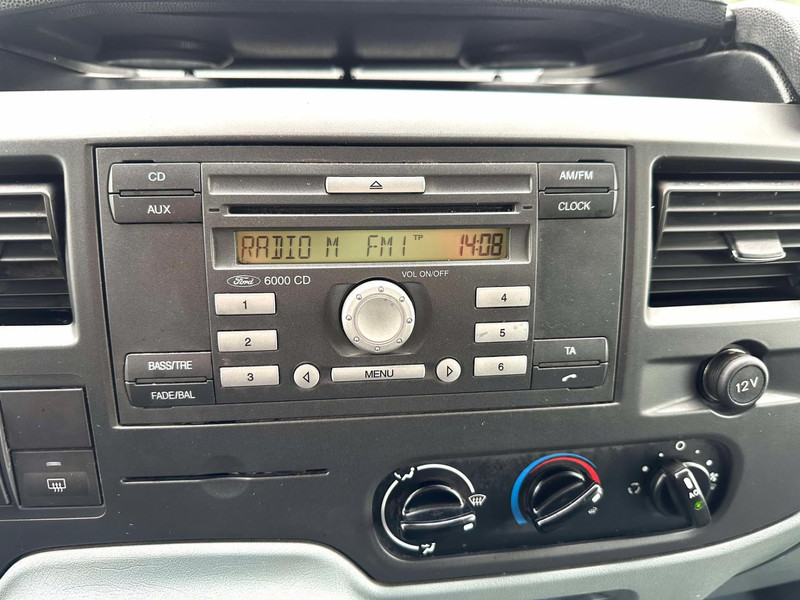 CD
AM/FM
AUX
CLOCK
RADIO M FM1 TP 14:08
Ford 6000 CD
VOL ON/OFF
1
4
2
5
3
6
MENU
BASS/TRE
TA
FADE/BAL
12V